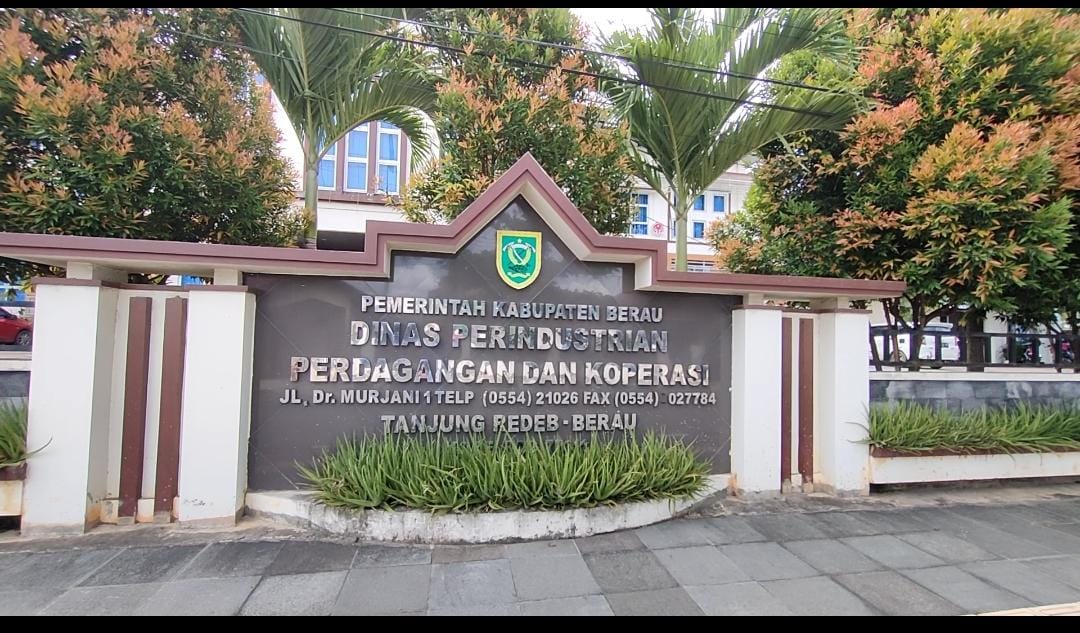 PEMERINTAH KABUPATEN BERAU
DINAS PERINDUSTRIAN
PERDAGANGAN DAN KOPERASI
JL. Dr. MURJANI 1 TELP (0554) 21026 FAX (0554) 027784
TANJUNG REDEB - BERAU